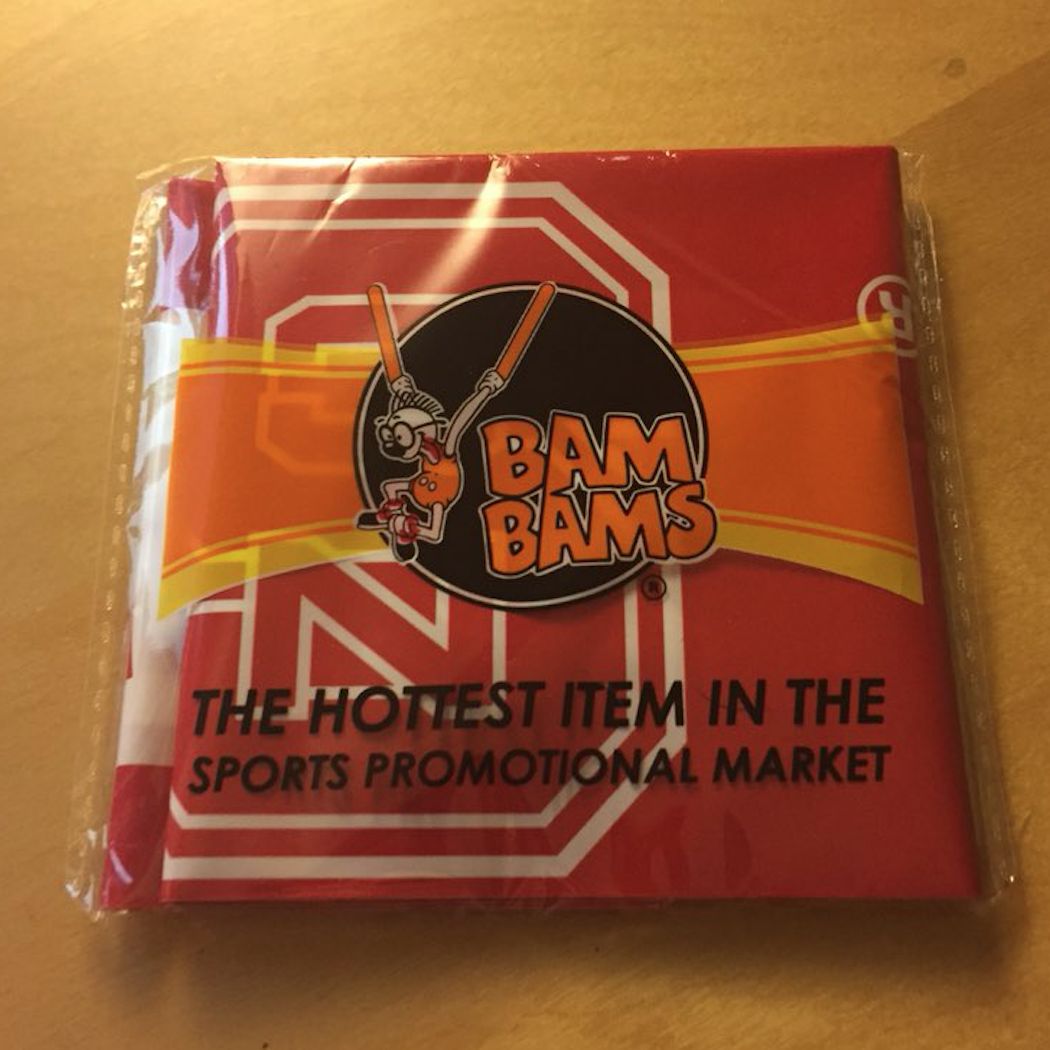 ®
BAM
BAMS
®
N
THE HOTTEST ITEM IN THE
SPORTS PROMOTIONAL MARKET